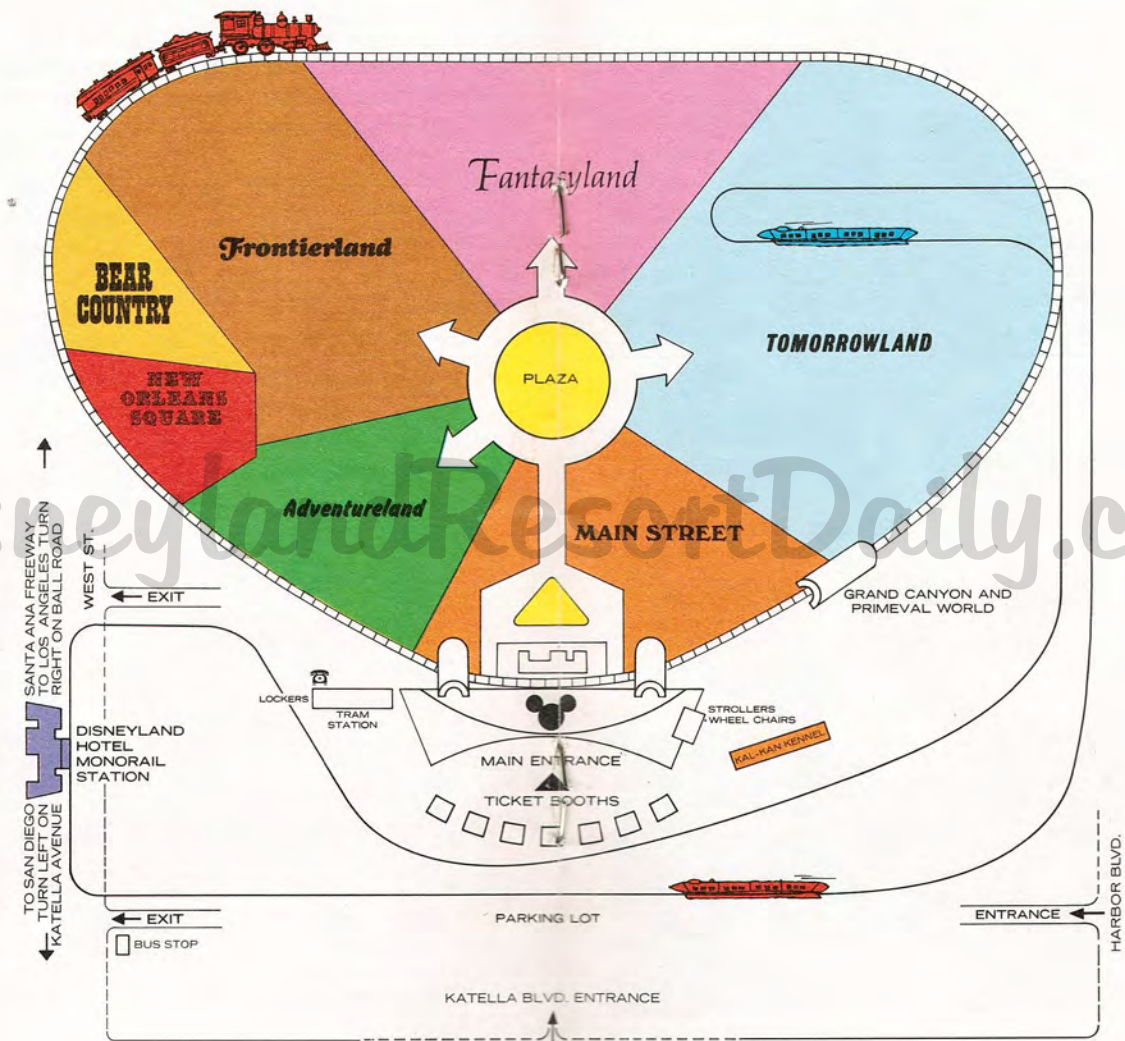 Fantasyland
Frontierland
BEAR
COUNTRY
TOMORROWLAND
PLAZA
NEW
ORLEANS
SQUARE
Adventureland
MAIN STREET
GRAND CANYON AND
PRIMEVAL WORLD
SANTA ANA FREEWAY
TO LOS ANGELES TURN
RIGHT ON BALL ROAD
WEST ST.
EXIT
LOCKERS
TRAM
STATION
STROLLERS
WHEEL CHAIRS
KAL-KAN KENNEL
DISNEYLAND
HOTEL
MONORAIL
STATION
MAIN ENTRANCE
TICKET BOOTHS
TO SAN DIEGO
TURN LEFT ON
KATELLA AVENUE
EXIT
BUS STOP
PARKING LOT
ENTRANCE
HARBOR BLVD.
KATELLA BLVD. ENTRANCE
neylandResortDaily.c